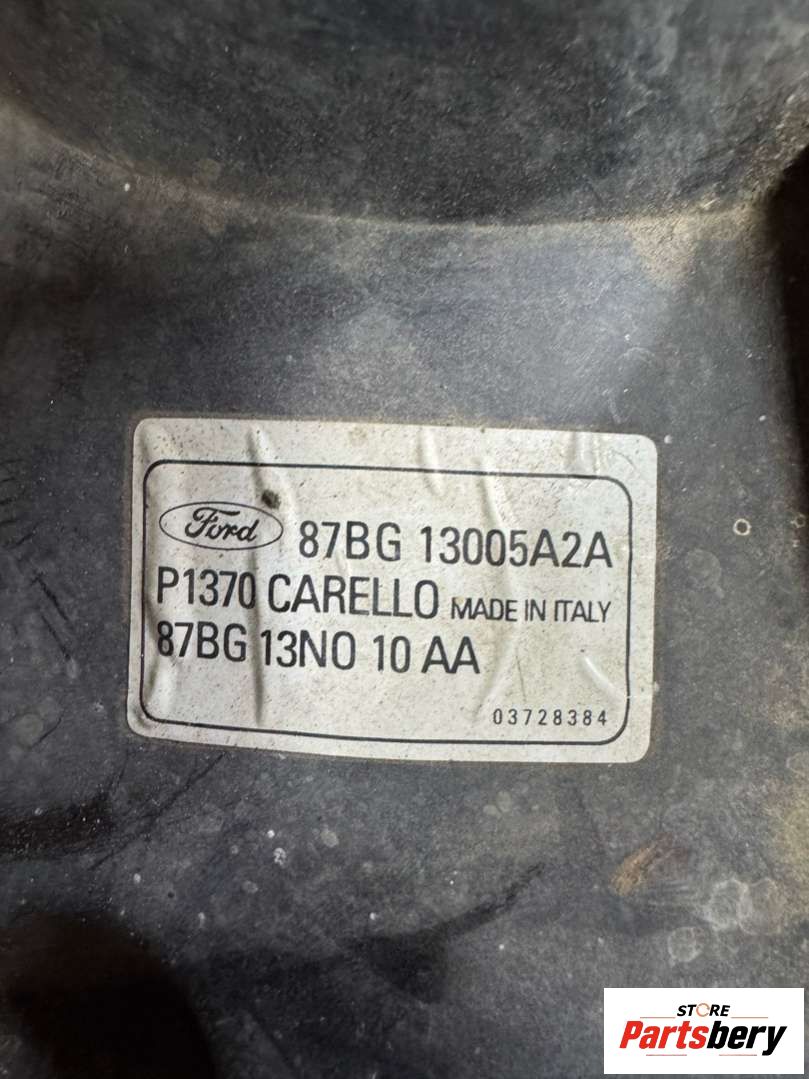 Ford 87BG 13005A2A
P1370 CARELLO MADE IN ITALY
87BG 13N0 10 AA
03728384
STORE
Partsbery